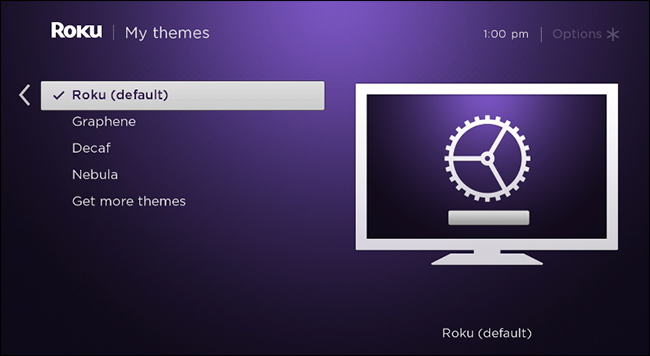 Roku | My themes
1:00 pm | Options
Roku (default)
Graphene
Decaf
Nebula
Get more themes
Roku (default)